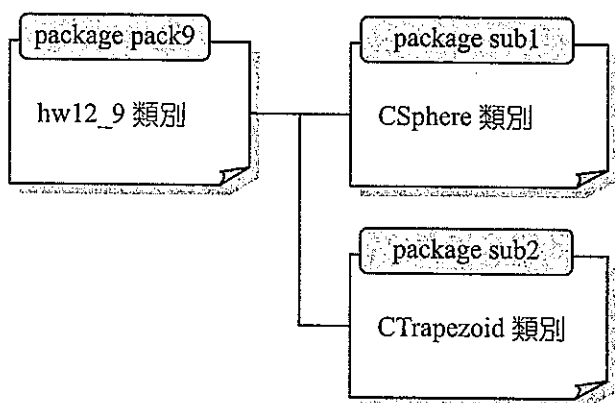 package pack9
hw12_9 類別
package sub1
CSphere 類別
package sub2
CTrapezoid 類別